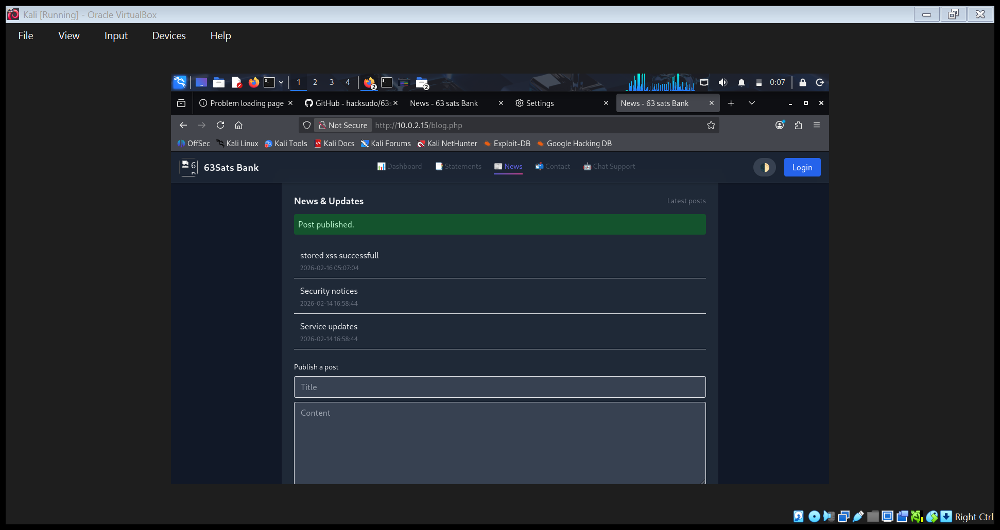 Kali [Running] - Oracle VirtualBox
File View Input Devices Help
1 2 3 4 2 2 0:07
Problem loading page GitHub - hacksudo/63s News - 63 sats Bank Settings News - 63 sats Bank
Not Secure http://10.0.2.15/blog.php
OffSec Kali Linux Kali Tools Kali Docs Kali Forums Kali NetHunter Exploit-DB Google Hacking DB
6 63Sats Bank Dashboard Statements News Contact Chat Support Login
News & Updates Latest posts
Post published.
stored xss successfull
2026-02-16 05:07:04
Security notices
2026-02-14 16:58:44
Service updates
2026-02-14 16:58:44
Publish a post
Title
Content
Right Ctrl